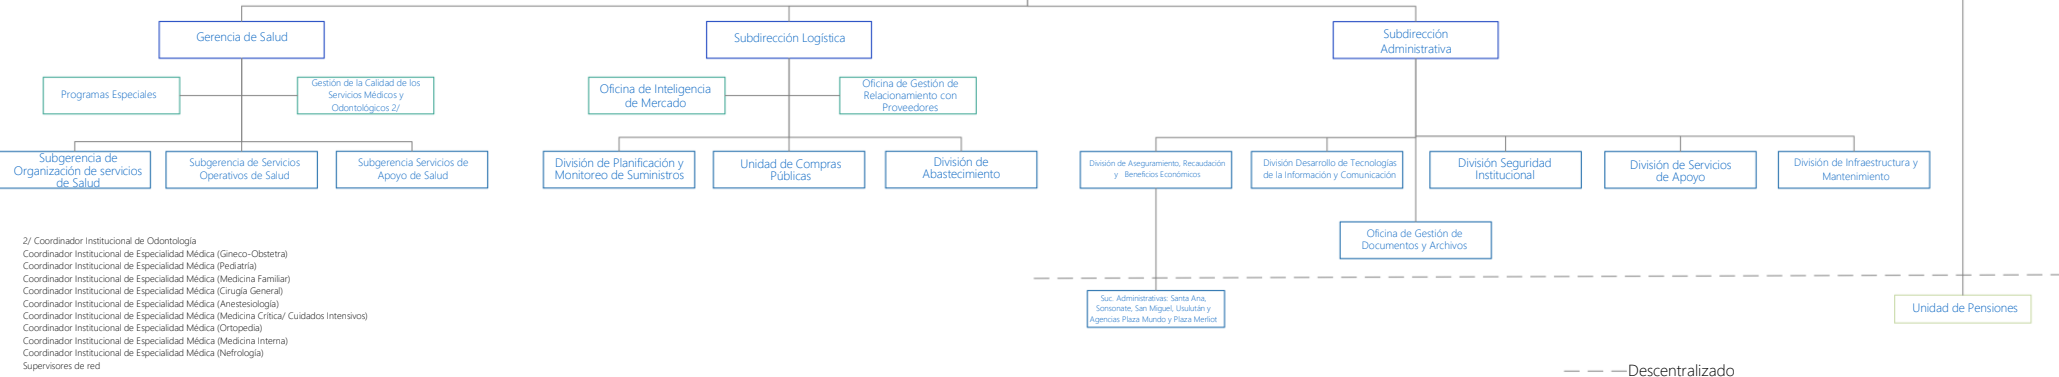 Gerencia de Salud
Subdirección Logística
Subdirección
Administrativa
Programas Especiales
Gestión de la Calidad de los
Servicios Médicos y
Odontológicos 2/
Oficina de Inteligencia
de Mercado
Oficina de Gestión de
Relacionamiento con
Proveedores
Subgerencia de
Organización de servicios
de Salud
Subgerencia de Servicios
Operativos de Salud
Subgerencia Servicios de
Apoyo de Salud
División de Planificación y
Monitoreo de Suministros
Unidad de Compras
Públicas
División de
Abastecimiento
División de Aseguramiento, Recaudación
y Beneficios Económicos
División Desarrollo de Tecnologías
de la Información y Comunicación
División Seguridad
Institucional
División de Servicios
de Apoyo
División de Infraestructura y
Mantenimiento
Oficina de Gestión de
Documentos y Archivos
2/ Coordinador Institucional de Odontología
Coordinador Institucional de Especialidad Médica (Gineco-Obstetra)
Coordinador Institucional de Especialidad Médica (Pediatría)
Coordinador Institucional de Especialidad Médica (Medicina Familiar)
Coordinador Institucional de Especialidad Médica (Cirugía General)
Coordinador Institucional de Especialidad Médica (Anestesiología)
Coordinador Institucional de Especialidad Médica (Medicina Crítica/ Cuidados Intensivos)
Coordinador Institucional de Especialidad Médica (Ortopedia)
Coordinador Institucional de Especialidad Médica (Medicina Interna)
Coordinador Institucional de Especialidad Médica (Nefrología)
Supervisores de red
Suc. Administrativas: Santa Ana,
Sonsonate, San Miguel, Usulután y
Agencias Plaza Mundo y Plaza Merliot
Unidad de Pensiones
Descentralizado